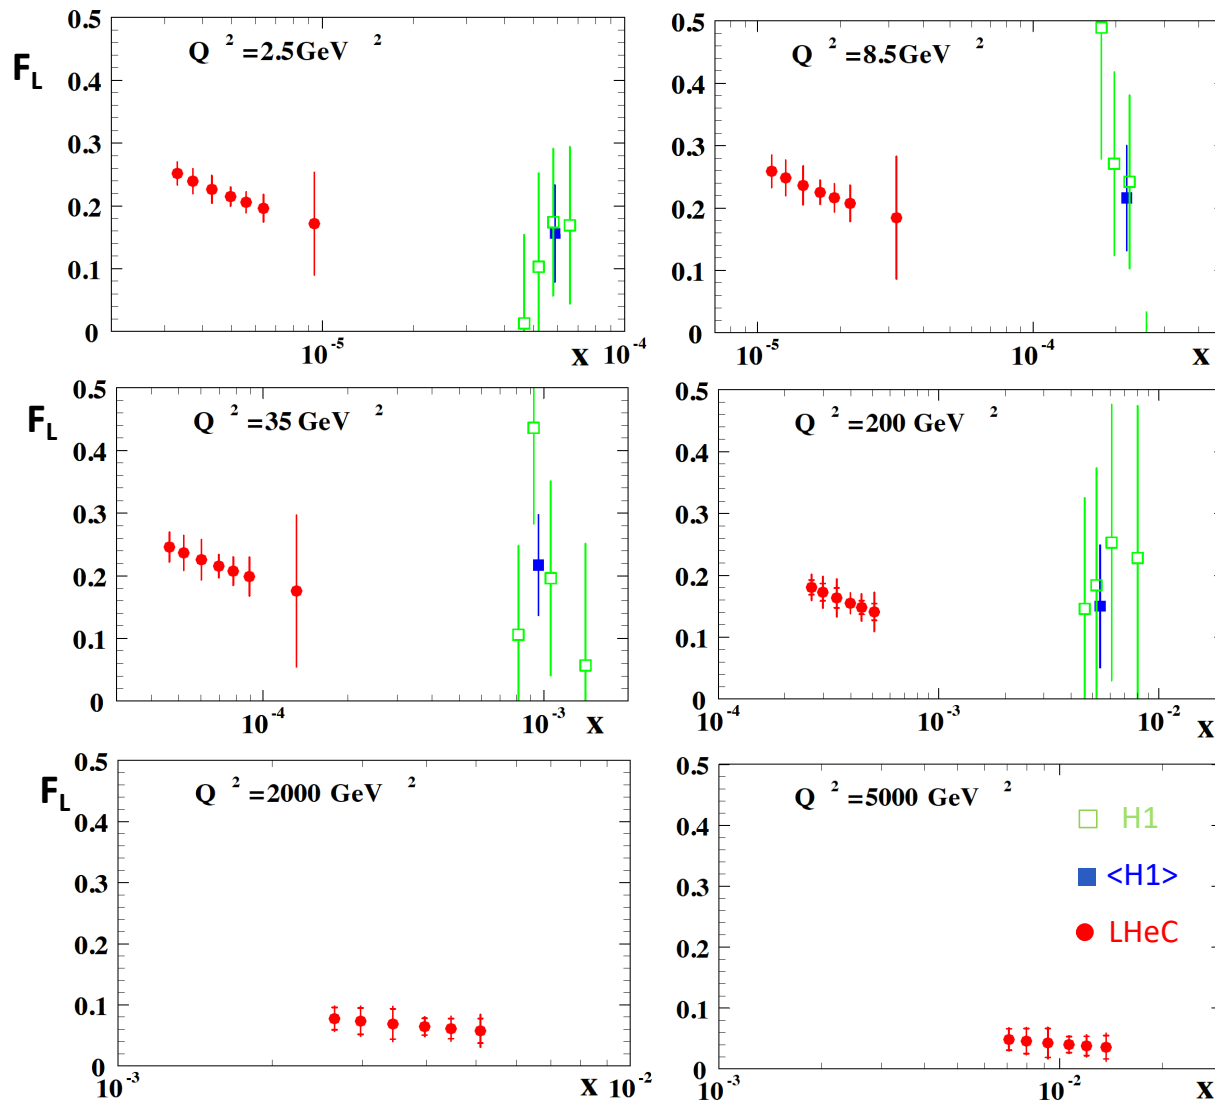 Q 2 =2.5GeV 2
F_L
0.5
0.4
0.3
0.2
0.1
0
10^-5
x 10^-4
Q 2 =8.5GeV 2
0.5
0.4
0.3
0.2
0.1
0
10^-5
10^-4
x
Q 2 =35 GeV 2
F_L
0.5
0.4
0.3
0.2
0.1
0
10^-4
10^-3
x
Q 2 =200 GeV 2
0.5
0.4
0.3
0.2
0.1
0
10^-4
10^-3
10^-2
x
Q 2 =2000 GeV 2
F_L
0.5
0.4
0.3
0.2
0.1
0
10^-3
x 10^-2
Q 2 =5000 GeV 2
0.5
0.4
0.3
0.2
0.1
0
10^-3
10^-2
x
H1
<H1>
LHeC